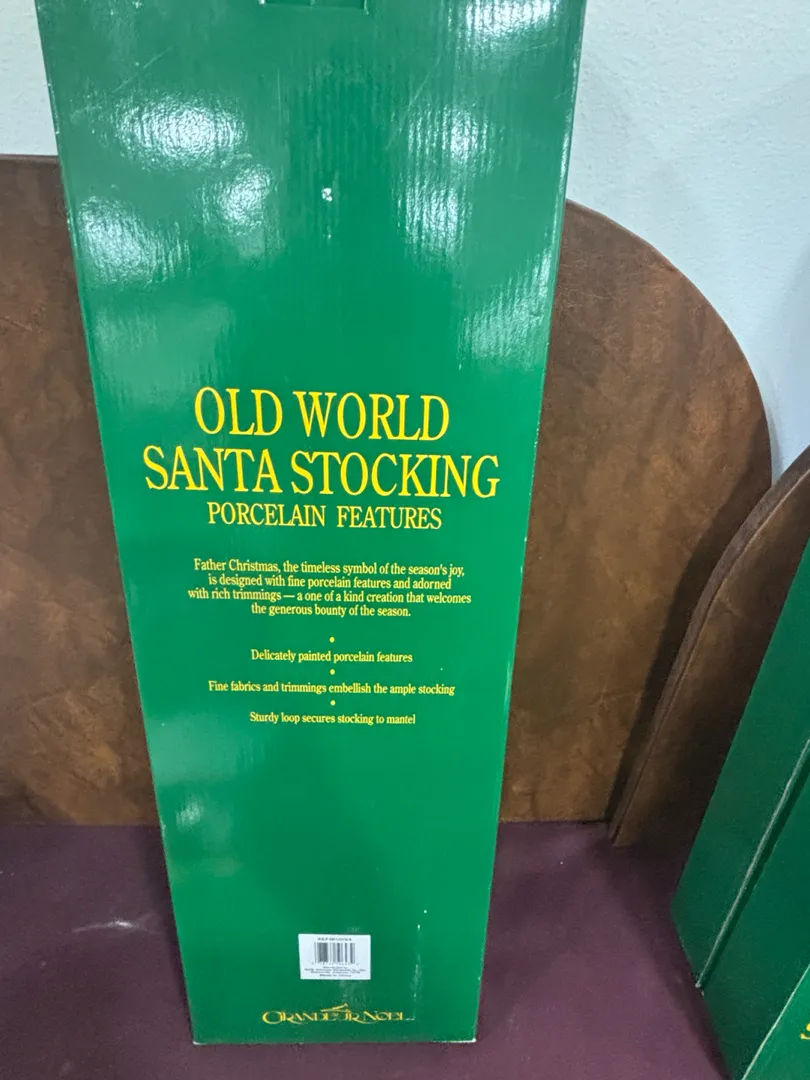 OLD WORLD
SANTA STOCKING
PORCELAIN FEATURES
Father Christmas, the timeless symbol of the season's joy,
is designed with fine porcelain features and adorned
with rich trimmings — a one of a kind creation that welcomes
the generous bounty of the season.
•
Delicately painted porcelain features
•
Fine fabrics and trimmings embellish the ample stocking
•
Sturdy loop secures stocking to mantel
GRANDEUR NOEL